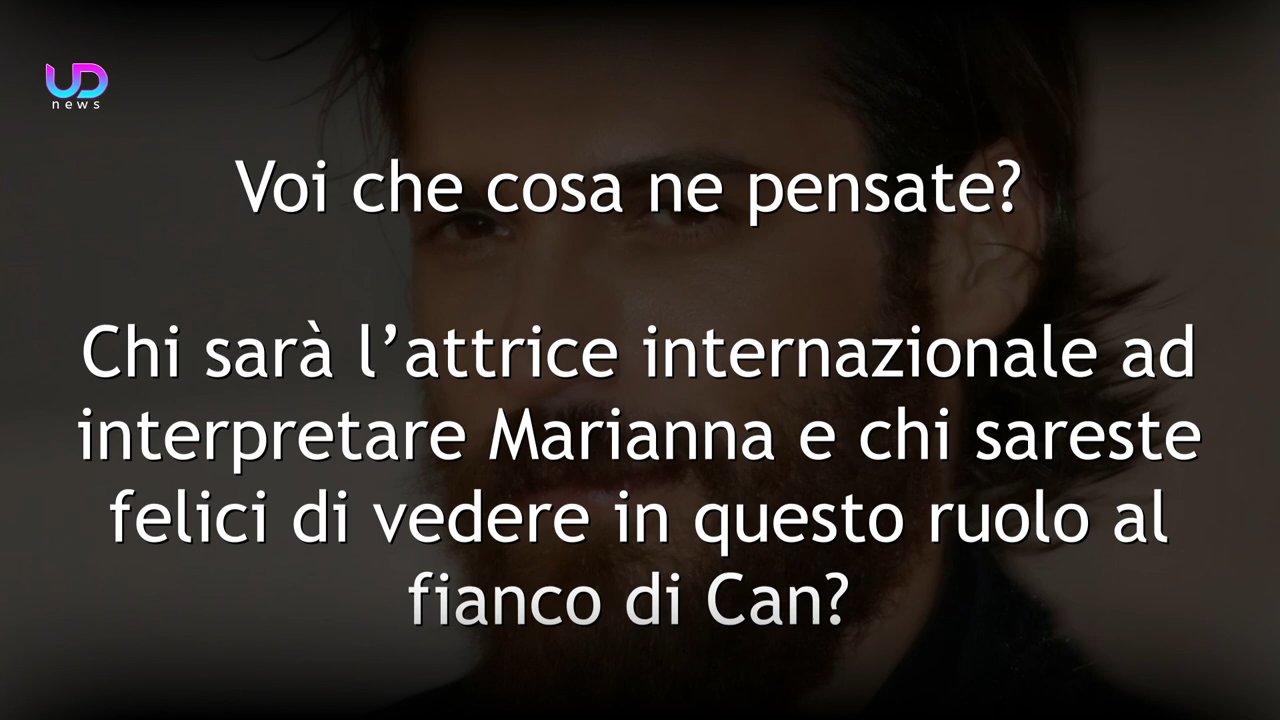 UD
news
Voi che cosa ne pensate?
Chi sarà l’attrice internazionale ad
interpretare Marianna e chi sareste
felici di vedere in questo ruolo al
fianco di Can?